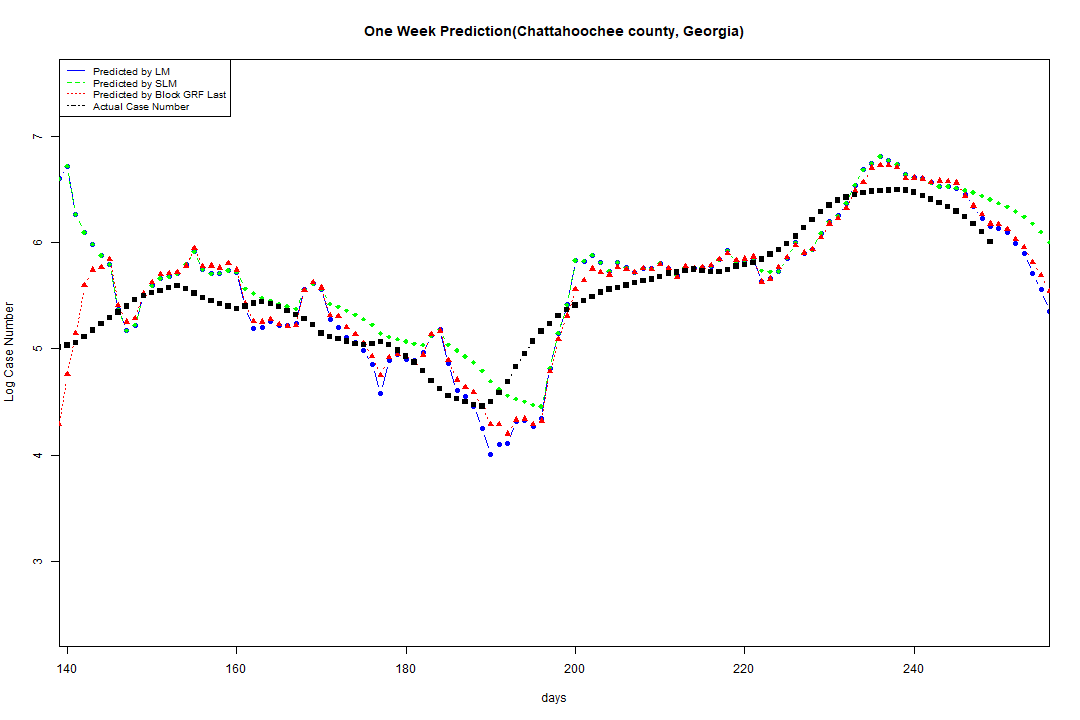 One Week Prediction(Chattahoochee county, Georgia)
Predicted by LM
Predicted by SLM
Predicted by Block GRF Last
Actual Case Number
7
6
5
4
3
Log Case Number
140 160 180 200 220 240
days